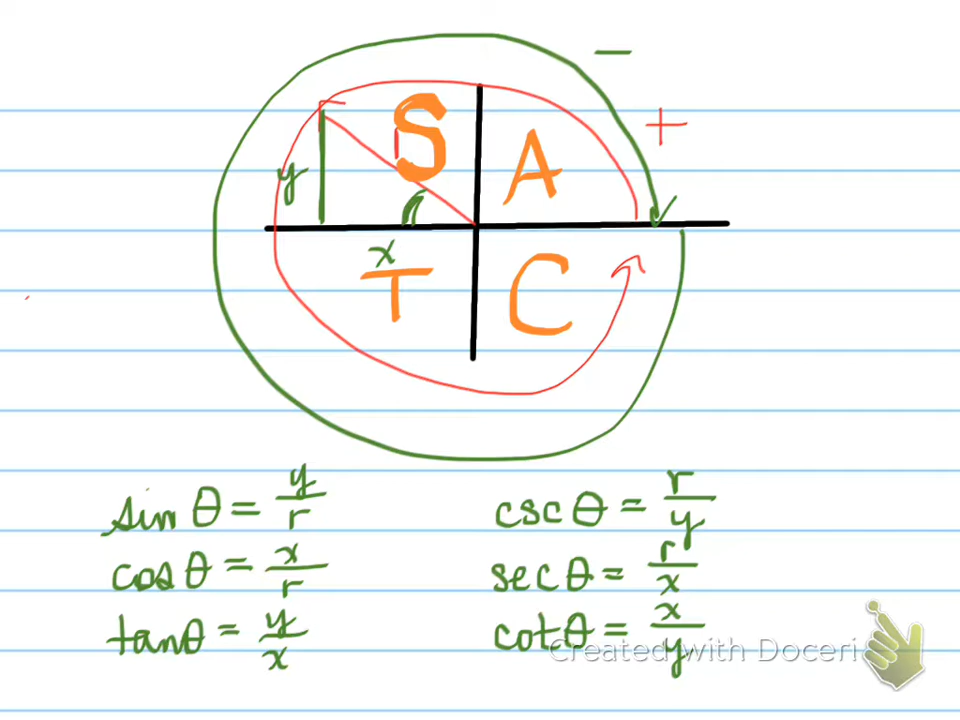 −
+
S A
y
x
T C
sin θ = y/r csc θ = r/y
cos θ = x/r sec θ = r/x
tan θ = y/x cot θ = x/y
Created with Doceri